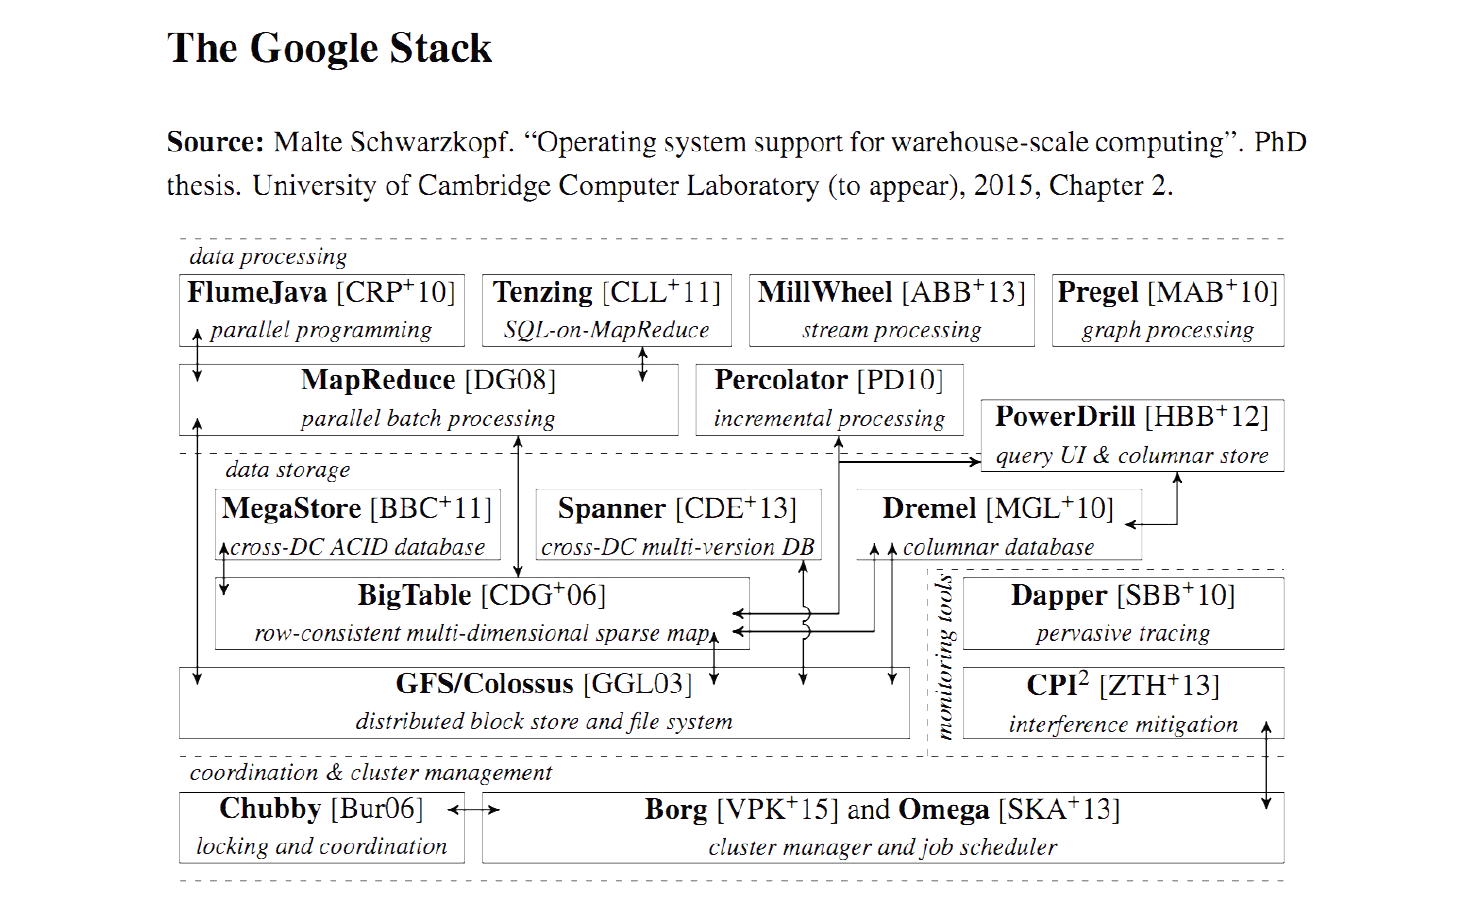 The Google Stack
Source: Malte Schwarzkopf. “Operating system support for warehouse-scale computing”. PhD
thesis. University of Cambridge Computer Laboratory (to appear), 2015, Chapter 2.
data processing
FlumeJava [CRP+10]
parallel programming
Tenzing [CLL+11]
SQL-on-MapReduce
MillWheel [ABB+13]
stream processing
Pregel [MAB+10]
graph processing
MapReduce [DG08]
parallel batch processing
Percolator [PD10]
incremental processing
PowerDrill [HBB+12]
query UI & columnar store
data storage
MegaStore [BBC+11]
cross-DC ACID database
Spanner [CDE+13]
cross-DC multi-version DB
Dremel [MGL+10]
columnar database
BigTable [CDG+06]
row-consistent multi-dimensional sparse map
monitoring tools
Dapper [SBB+10]
pervasive tracing
GFS/Colossus [GGL03]
distributed block store and file system
CPI2 [ZTH+13]
interference mitigation
coordination & cluster management
Chubby [Bur06]
locking and coordination
Borg [VPK+15] and Omega [SKA+13]
cluster manager and job scheduler